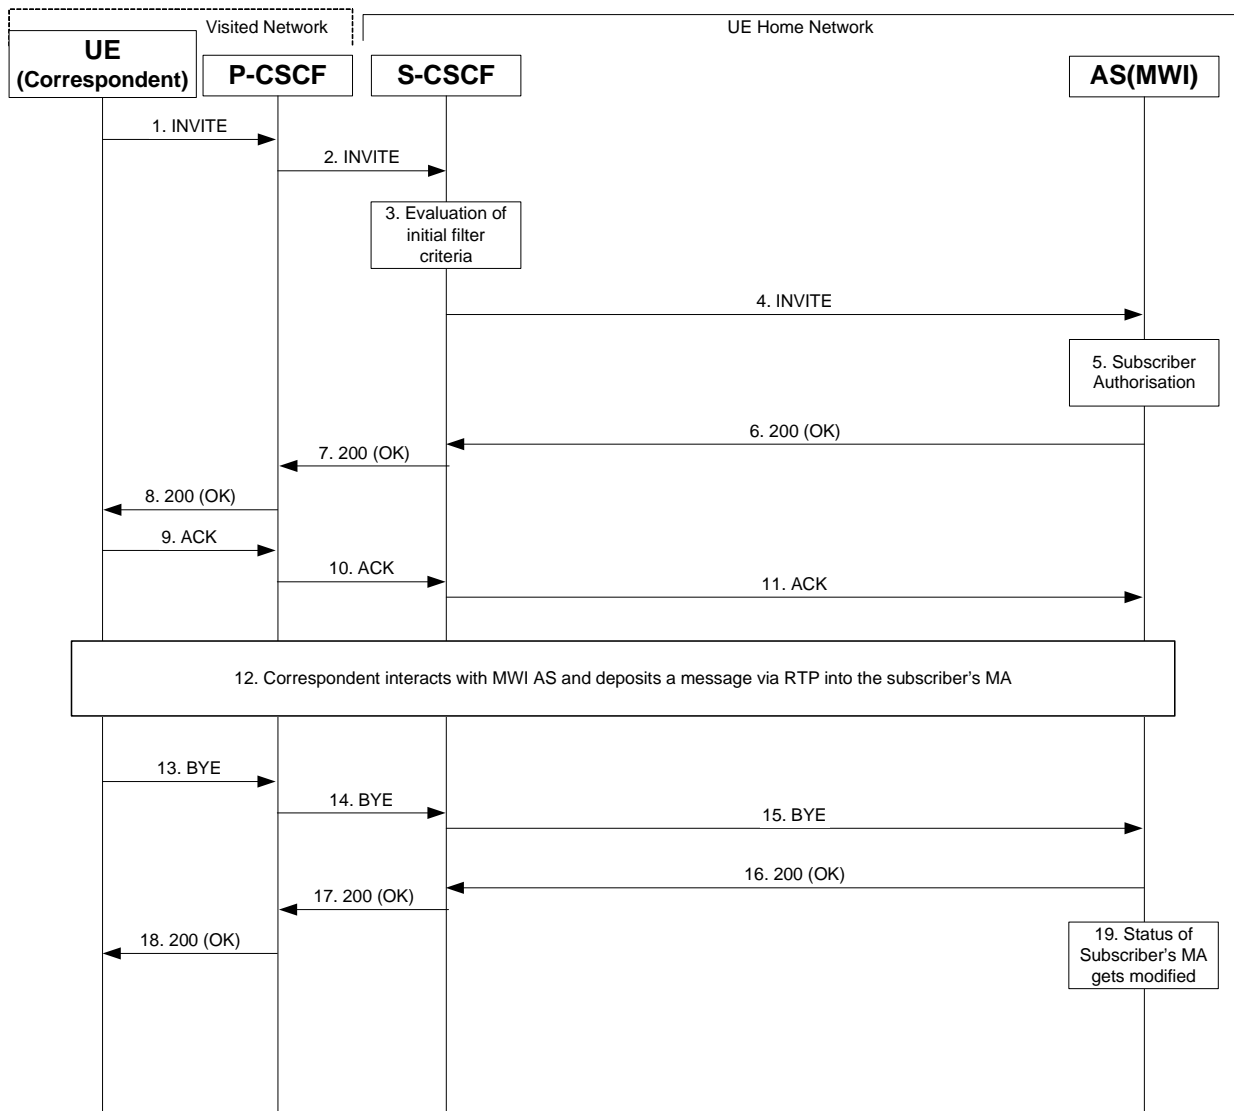 Visited Network
UE Home Network
UE
(Correspondent)
P-CSCF
S-CSCF
AS(MWI)
1. INVITE
2. INVITE
3. Evaluation of
initial filter
criteria
4. INVITE
5. Subscriber
Authorisation
6. 200 (OK)
7. 200 (OK)
8. 200 (OK)
9. ACK
10. ACK
11. ACK
12. Correspondent interacts with MWI AS and deposits a message via RTP into the subscriber’s MA
13. BYE
14. BYE
15. BYE
16. 200 (OK)
17. 200 (OK)
18. 200 (OK)
19. Status of
Subscriber’s MA
gets modified